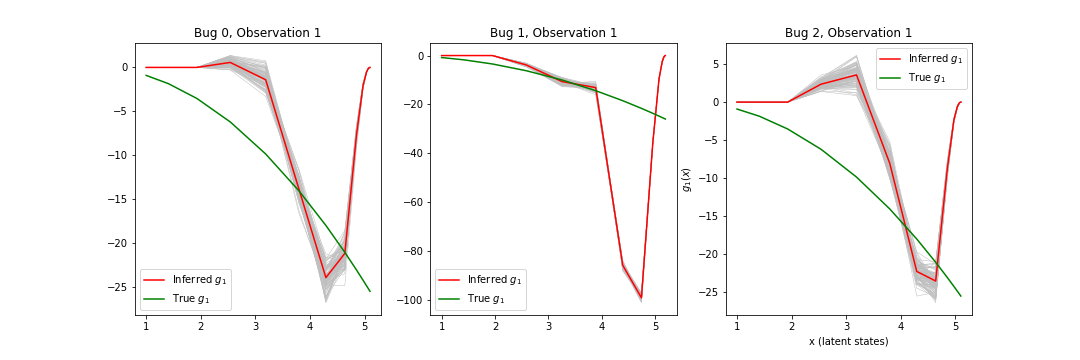 Bug 0, Observation 1
0
−5
−10
−15
−20
−25
Inferred g₁
True g₁
1 2 3 4 5
Bug 1, Observation 1
0
−20
−40
−60
−80
−100
Inferred g₁
True g₁
1 2 3 4 5
Bug 2, Observation 1
Inferred g₁
True g₁
5
0
−5
−10
−15
−20
−25
g₁(x)
1 2 3 4 5
x (latent states)